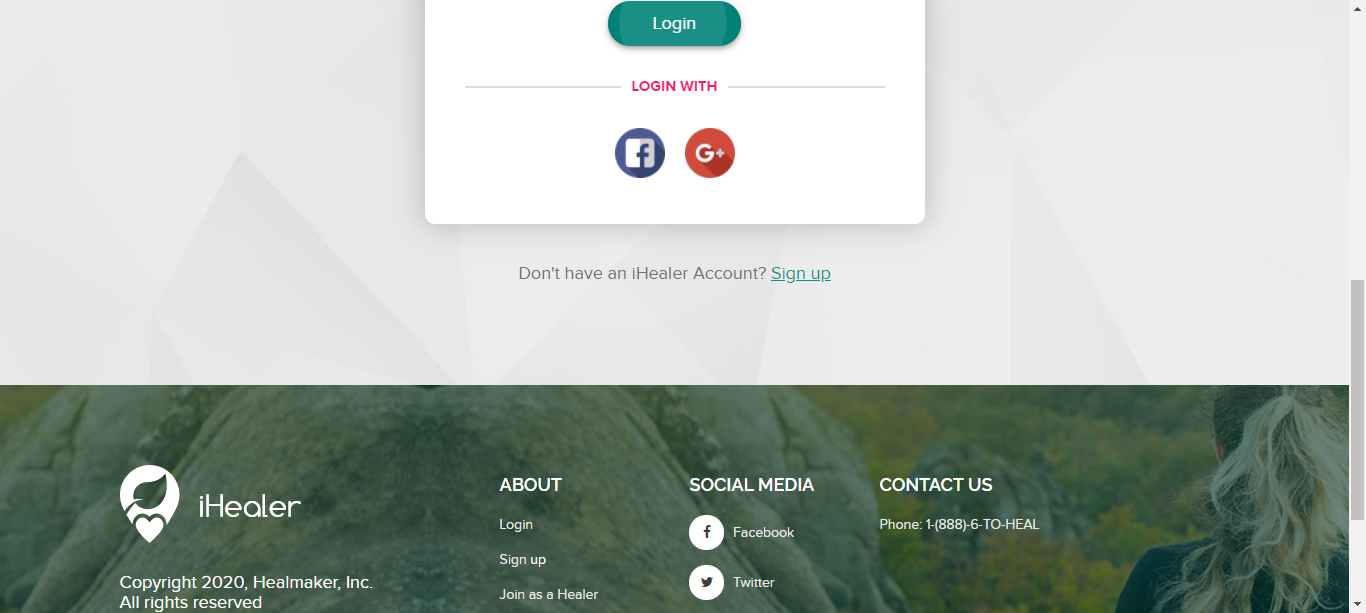 Login
LOGIN WITH
G+
Don't have an iHealer Account? Sign up
iHealer
Copyright 2020, Healmaker, Inc.
All rights reserved
ABOUT
Login
Sign up
Join as a Healer
SOCIAL MEDIA
Facebook
Twitter
CONTACT US
Phone: 1-(888)-6-TO-HEAL